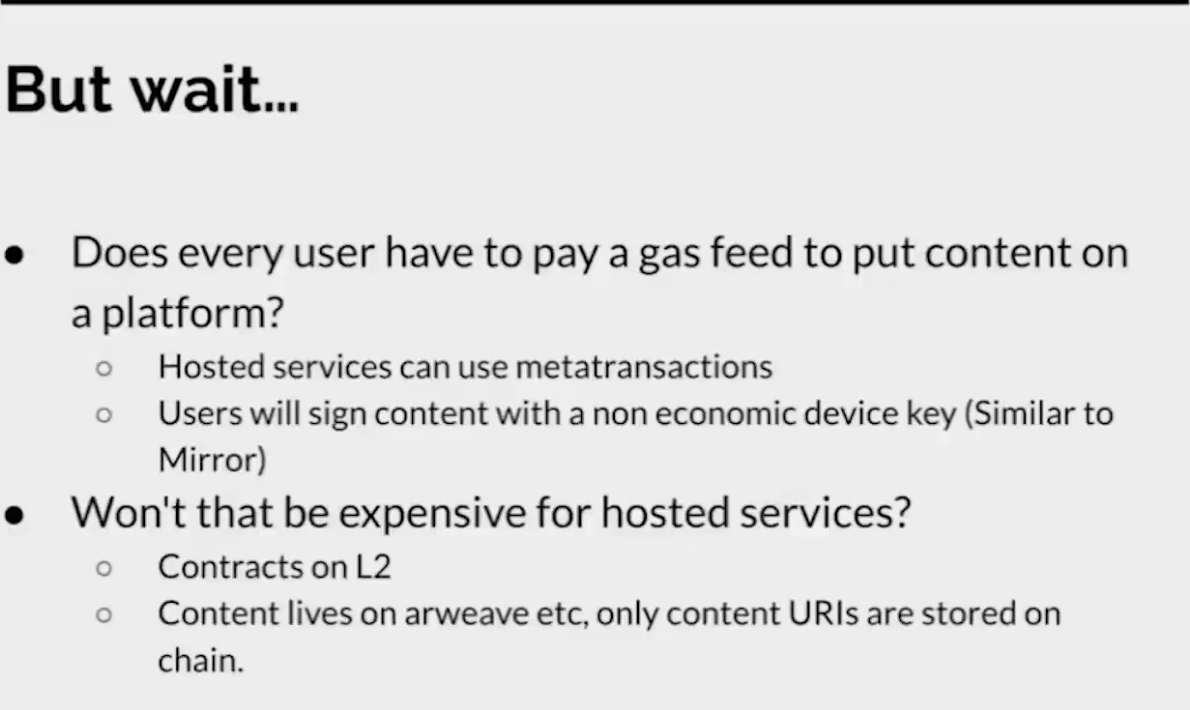 But wait...
● Does every user have to pay a gas feed to put content on
a platform?
○ Hosted services can use metatransactions
○ Users will sign content with a non economic device key (Similar to
Mirror)
● Won't that be expensive for hosted services?
○ Contracts on L2
○ Content lives on arweave etc, only content URIs are stored on
chain.